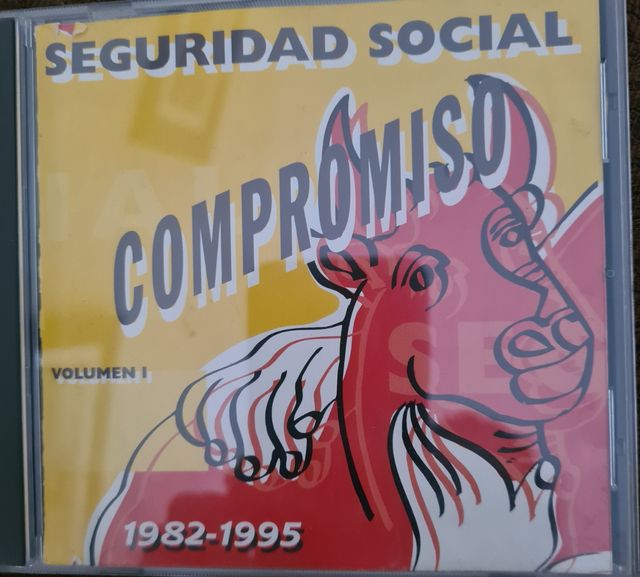 SEGURIDAD SOCIAL
COMPROMISO
VOLUMEN I
1982-1995